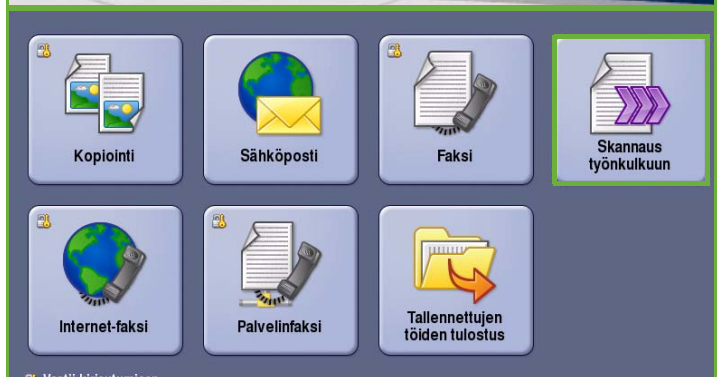 Kopiointi
Sähköposti
Faksi
Skannaus
työnkulkuun
Internet-faksi
Palvelinfaksi
Tallennettujen
töiden tulostus